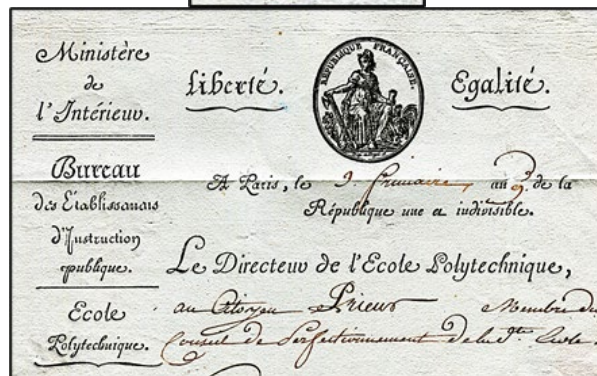 Ministère
de
l'Intérieur.
Liberté.
RÉPUBLIQUE FRANÇAISE.
Egalité.
Bureau
des Etablissemens
d'Instruction
publique.
Ecole
Polytechnique.
A Paris, le 9. frimaire, an 9. de la
République une et indivisible.
Le Directeur de l'Ecole Polytechnique,
au Citoyen Prieur Membre du
Conseil de Perfectionnement de la dte. Ecole.